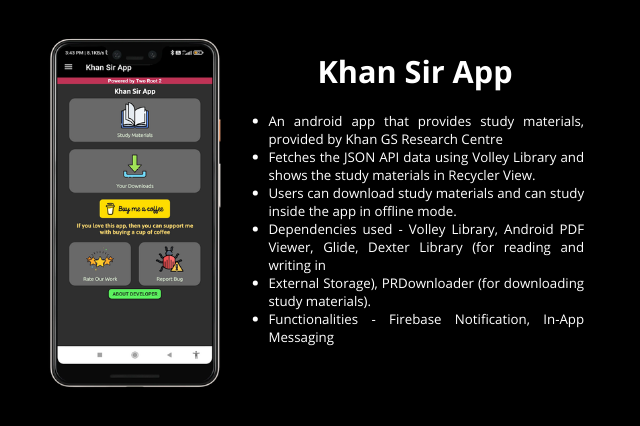 3:43 PM | 8.1KB/s
Khan Sir App
Powered by Two Root 2
Khan Sir App
Study Materials
Your Downloads
Buy me a coffee
If you love this app, then you can support me
with buying a cup of coffee
Rate Our Work
Report Bug
ABOUT DEVELOPER
Khan Sir App
• An android app that provides study materials,
provided by Khan GS Research Centre
• Fetches the JSON API data using Volley Library and
shows the study materials in Recycler View.
• Users can download study materials and can study
inside the app in offline mode.
• Dependencies used - Volley Library, Android PDF
Viewer, Glide, Dexter Library (for reading and
writing in
• External Storage), PRDownloader (for downloading
study materials).
• Functionalities - Firebase Notification, In-App
Messaging